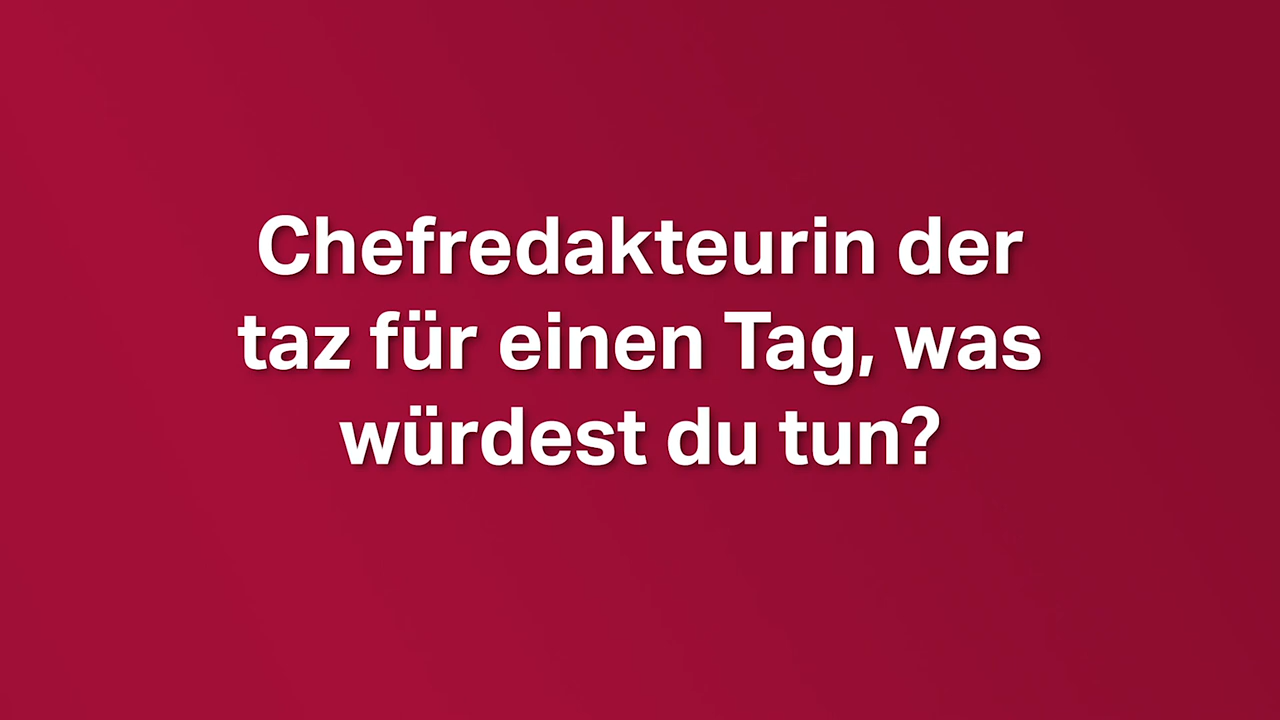 Chefredakteurin der
taz für einen Tag, was
würdest du tun?